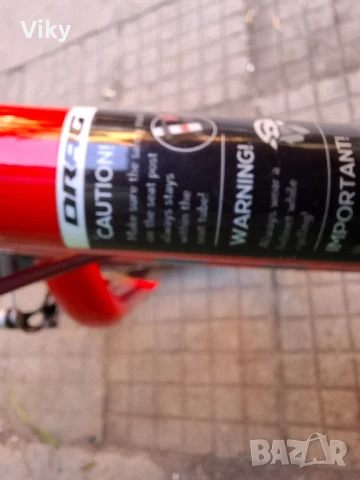 Viky
DRAG
CAUTION!
Make sure the safety
on the seat post
always stays
within the
seat tube!
WARNING!
Always wear a
helmet while
cycling!
IMPORTANT!
BAZAR